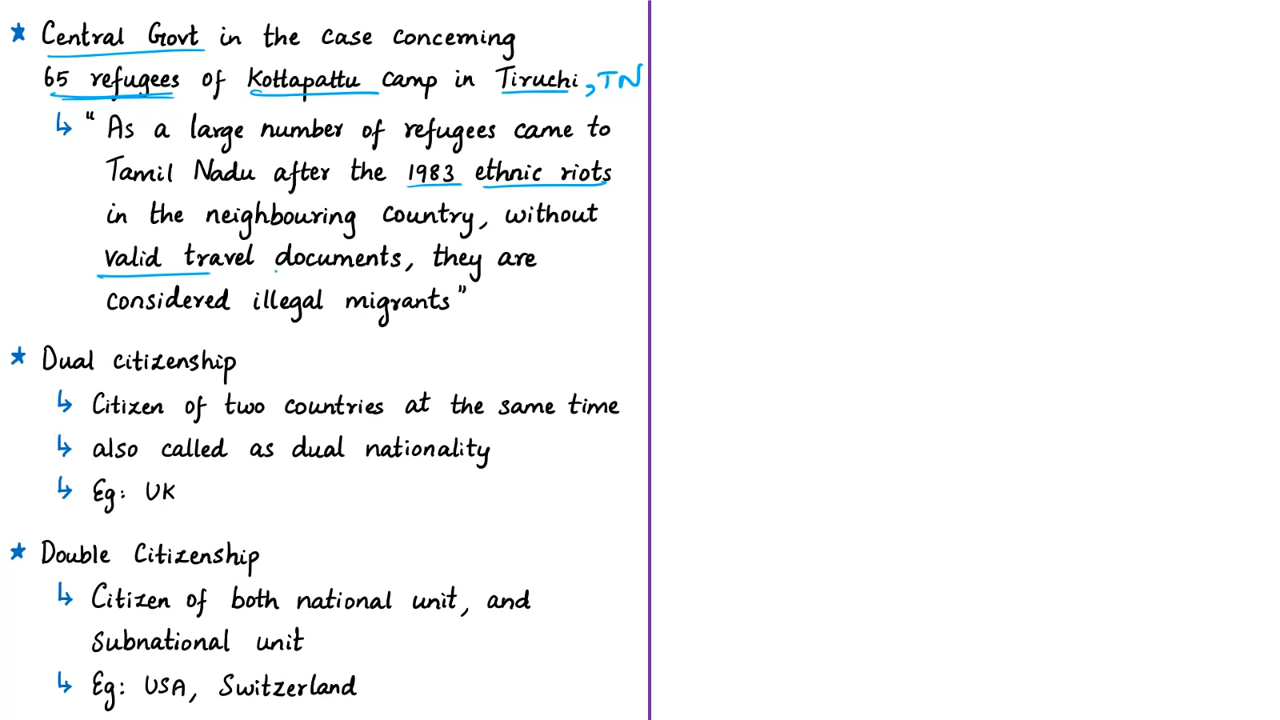 ★ Central Govt in the case concerning
65 refugees of Kottapattu camp in Tiruchi, TN
↳ " As a large number of refugees came to
Tamil Nadu after the 1983 ethnic riots
in the neighbouring country, without
valid travel documents, they are
considered illegal migrants "
★ Dual citizenship
↳ Citizen of two countries at the same time
↳ also called as dual nationality
↳ Eg: UK
★ Double Citizenship
↳ Citizen of both national unit, and
subnational unit
↳ Eg: USA, Switzerland